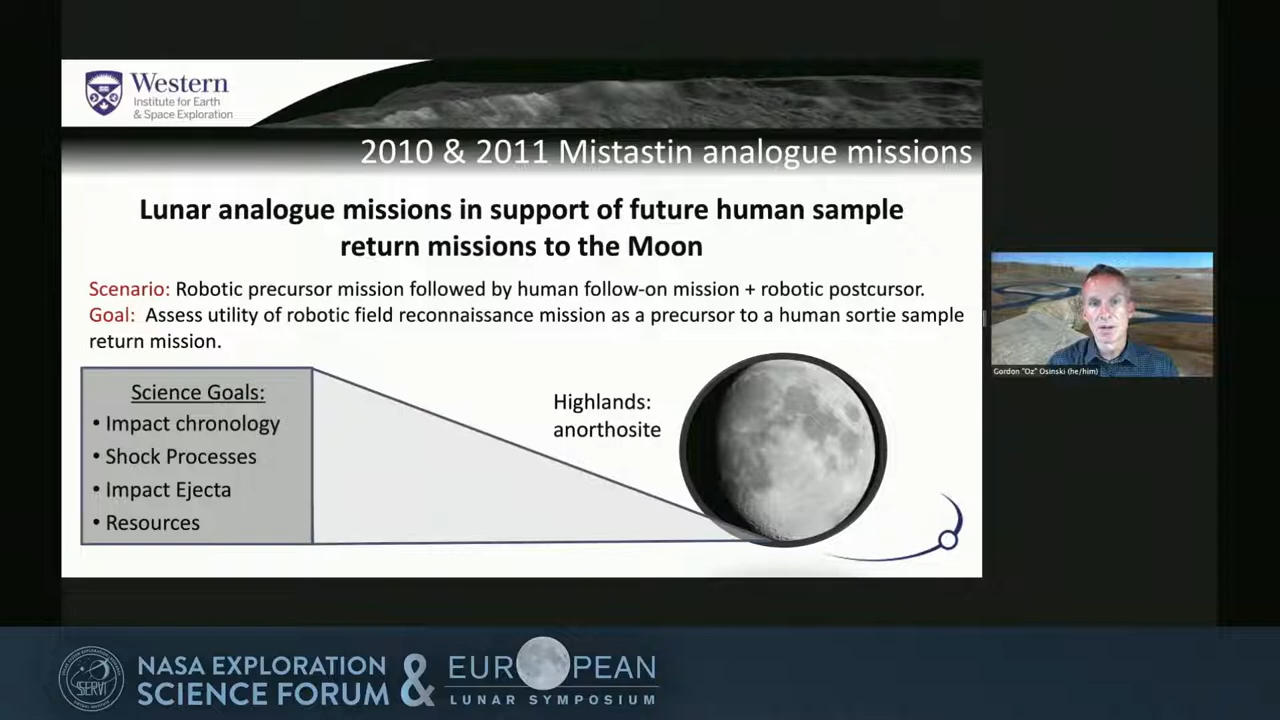 Western
Institute for Earth
& Space Exploration
2010 & 2011 Mistastin analogue missions
Lunar analogue missions in support of future human sample
return missions to the Moon
Scenario: Robotic precursor mission followed by human follow-on mission + robotic postcursor.
Goal: Assess utility of robotic field reconnaissance mission as a precursor to a human sortie sample
return mission.
Science Goals:
• Impact chronology
• Shock Processes
• Impact Ejecta
• Resources
Highlands:
anorthosite
Gordon "Oz" Osinski (he/him)
SSERVI
NASA EXPLORATION
SCIENCE FORUM
&
EUROPEAN
LUNAR SYMPOSIUM